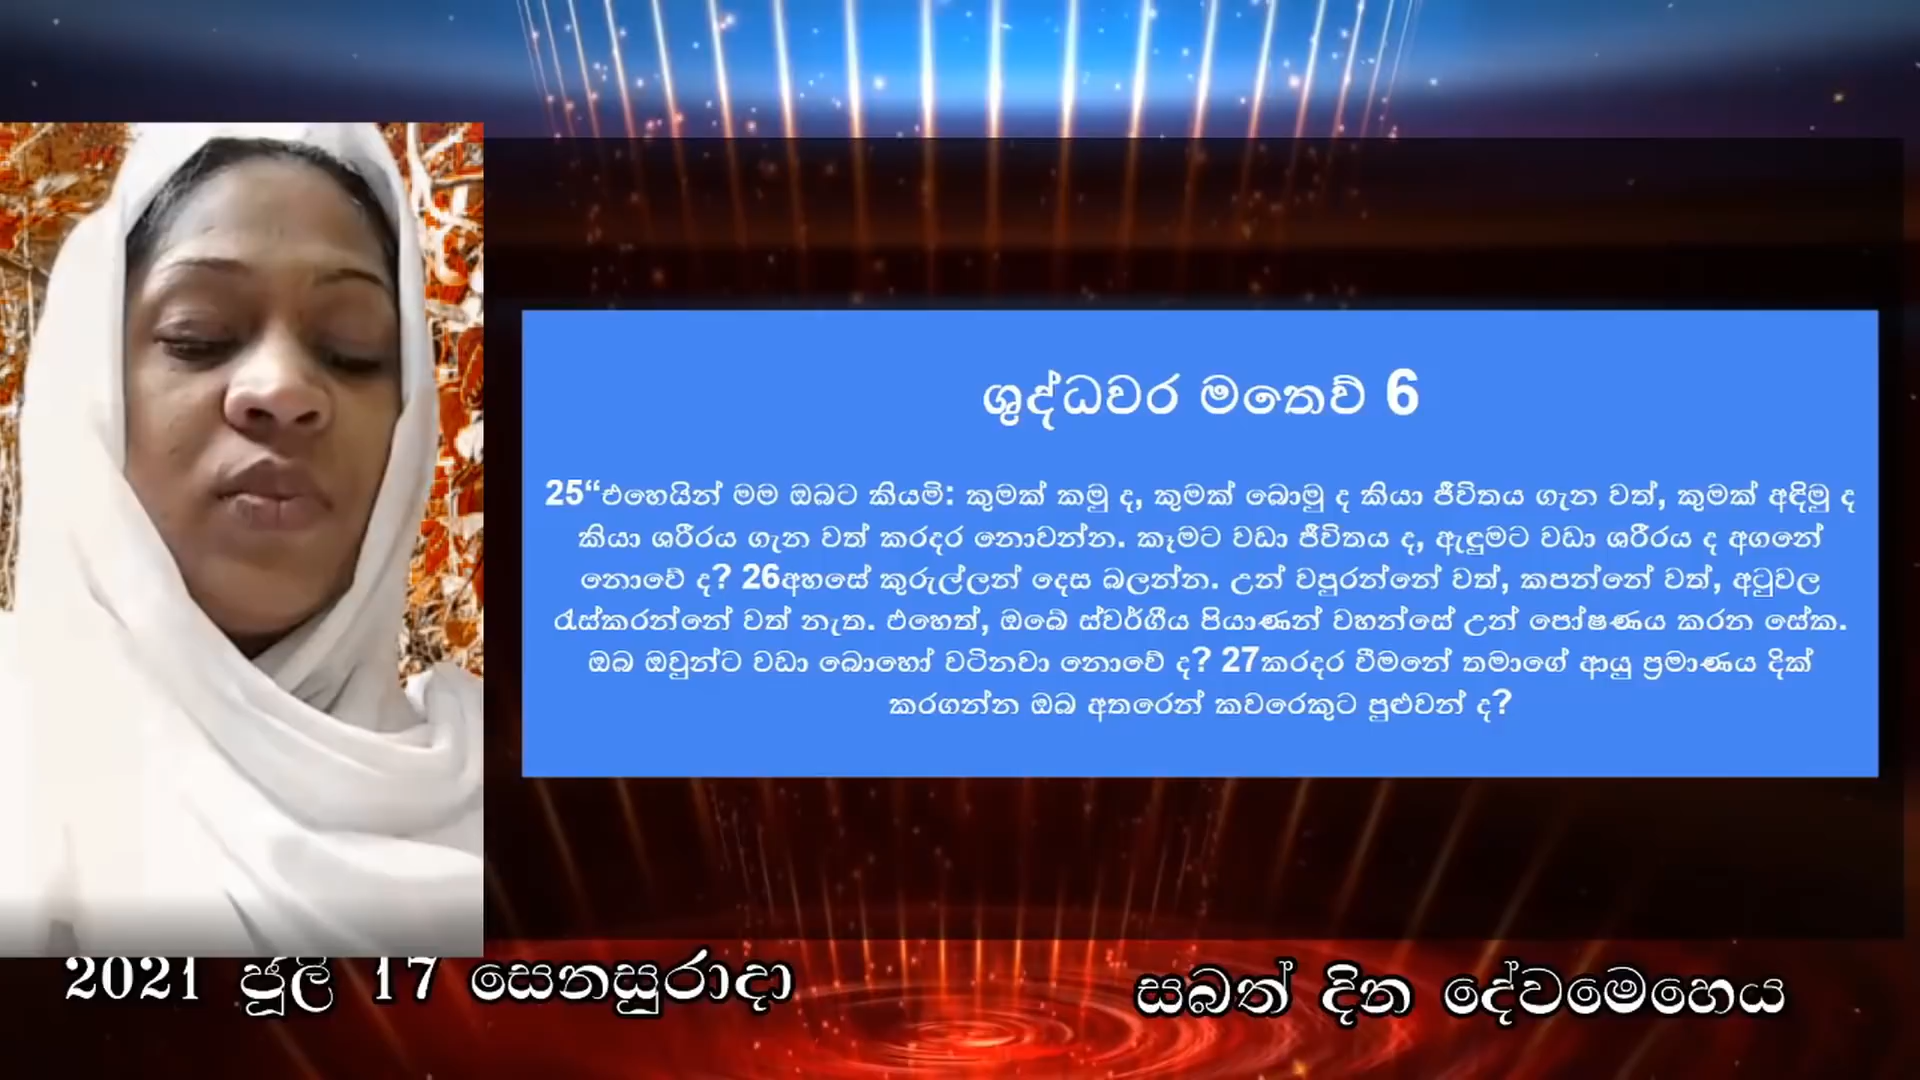 ශුද්ධවර මතෙව් 6
25“එහෙයින් මම ඔබට කියමි: කුමක් කමු ද, කුමක් බොමු ද කියා ජීවිතය ගැන වත්, කුමක් අඳිමු ද
කියා ශරීරය ගැන වත් කරදර නොවන්න. කෑමට වඩා ජීවිතය ද, ඇඳුමට වඩා ශරීරය ද අගනේ
නොවේ ද? 26අහසේ කුරුල්ලන් දෙස බලන්න. උන් වපුරන්නේ වත්, කපන්නේ වත්, අටුවල
රැස්කරන්නේ වත් නැත. එහෙත්, ඔබේ ස්වර්ගීය පියාණන් වහන්සේ උන් පෝෂණය කරන සේක.
ඔබ ඔවුන්ට වඩා බොහෝ වටිනවා නොවේ ද? 27කරදර වීමනේ තමාගේ ආයු ප්‍රමාණය දික්
කරගන්න ඔබ අතරෙන් කවරෙකුට පුළුවන් ද?
2021 ජූලි 17 සෙනසුරාදා
සබත් දින දේවමෙහෙය